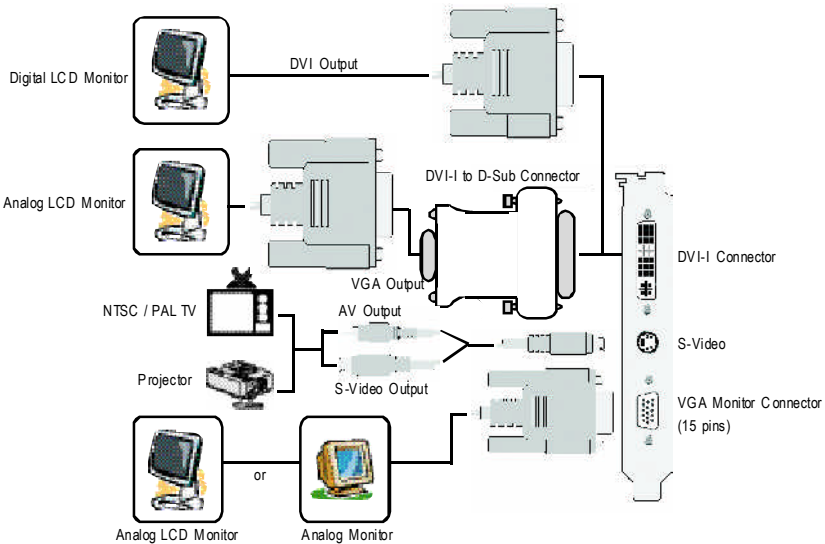 DVI Output
Digital LCD Monitor
DVI-I to D-Sub Connector
Analog LCD Monitor
DVI-I Connector
VGA Output
NTSC / PAL TV
AV Output
S-Video
Projector
S-Video Output
VGA Monitor Connector
(15 pins)
or
Analog LCD Monitor
Analog Monitor